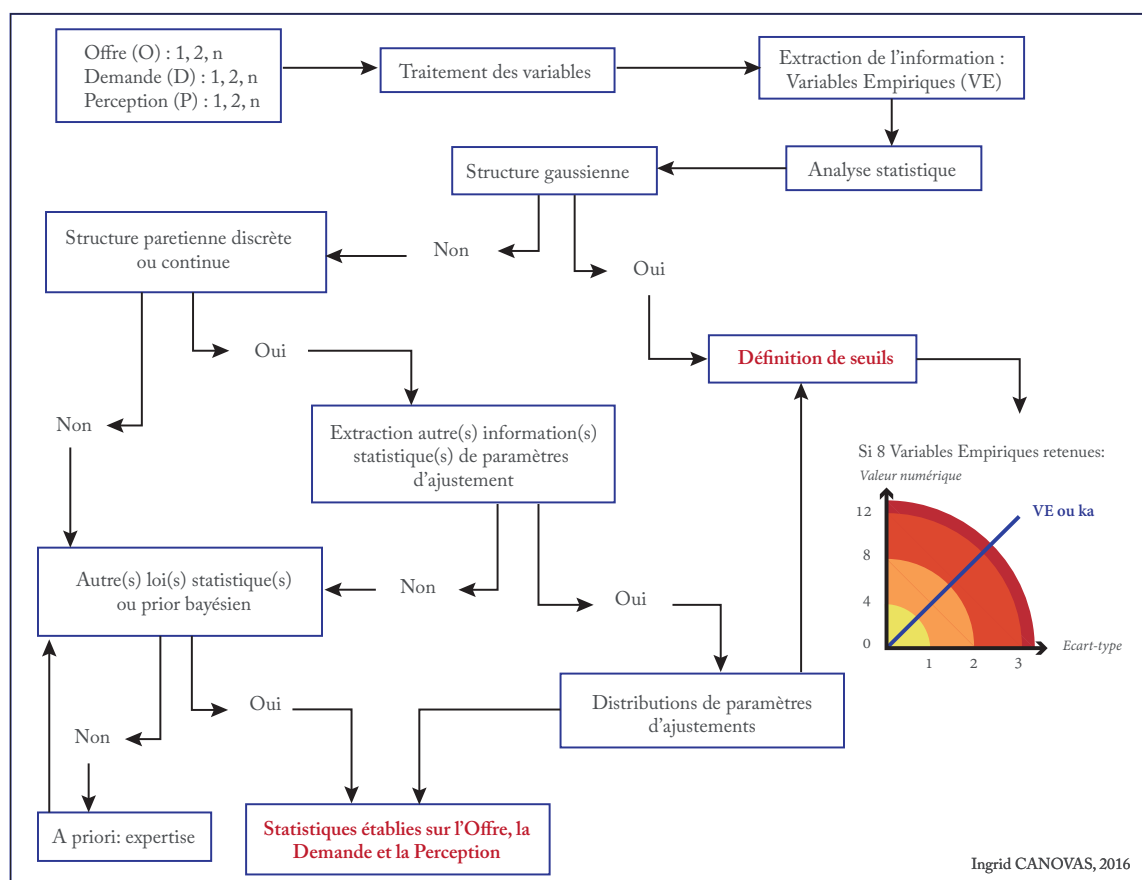 Offre (O) : 1, 2, n
Demande (D) : 1, 2, n
Perception (P) : 1, 2, n
Traitement des variables
Extraction de l'information :
Variables Empiriques (VE)
Structure gaussienne
Analyse statistique
Structure paretienne discrète
ou continue
Non
Oui
Oui
Définition de seuils
Non
Extraction autre(s) information(s)
statistique(s) de paramètres
d'ajustement
Si 8 Variables Empiriques retenues:
Valeur numérique
12
VE ou ka
8
4
0
1
2
3
Ecart-type
Autre(s) loi(s) statistique(s)
ou prior bayésien
Non
Oui
Distributions de paramètres
d'ajustements
Oui
Non
A priori: expertise
Statistiques établies sur l'Offre, la
Demande et la Perception
Ingrid CANOVAS, 2016